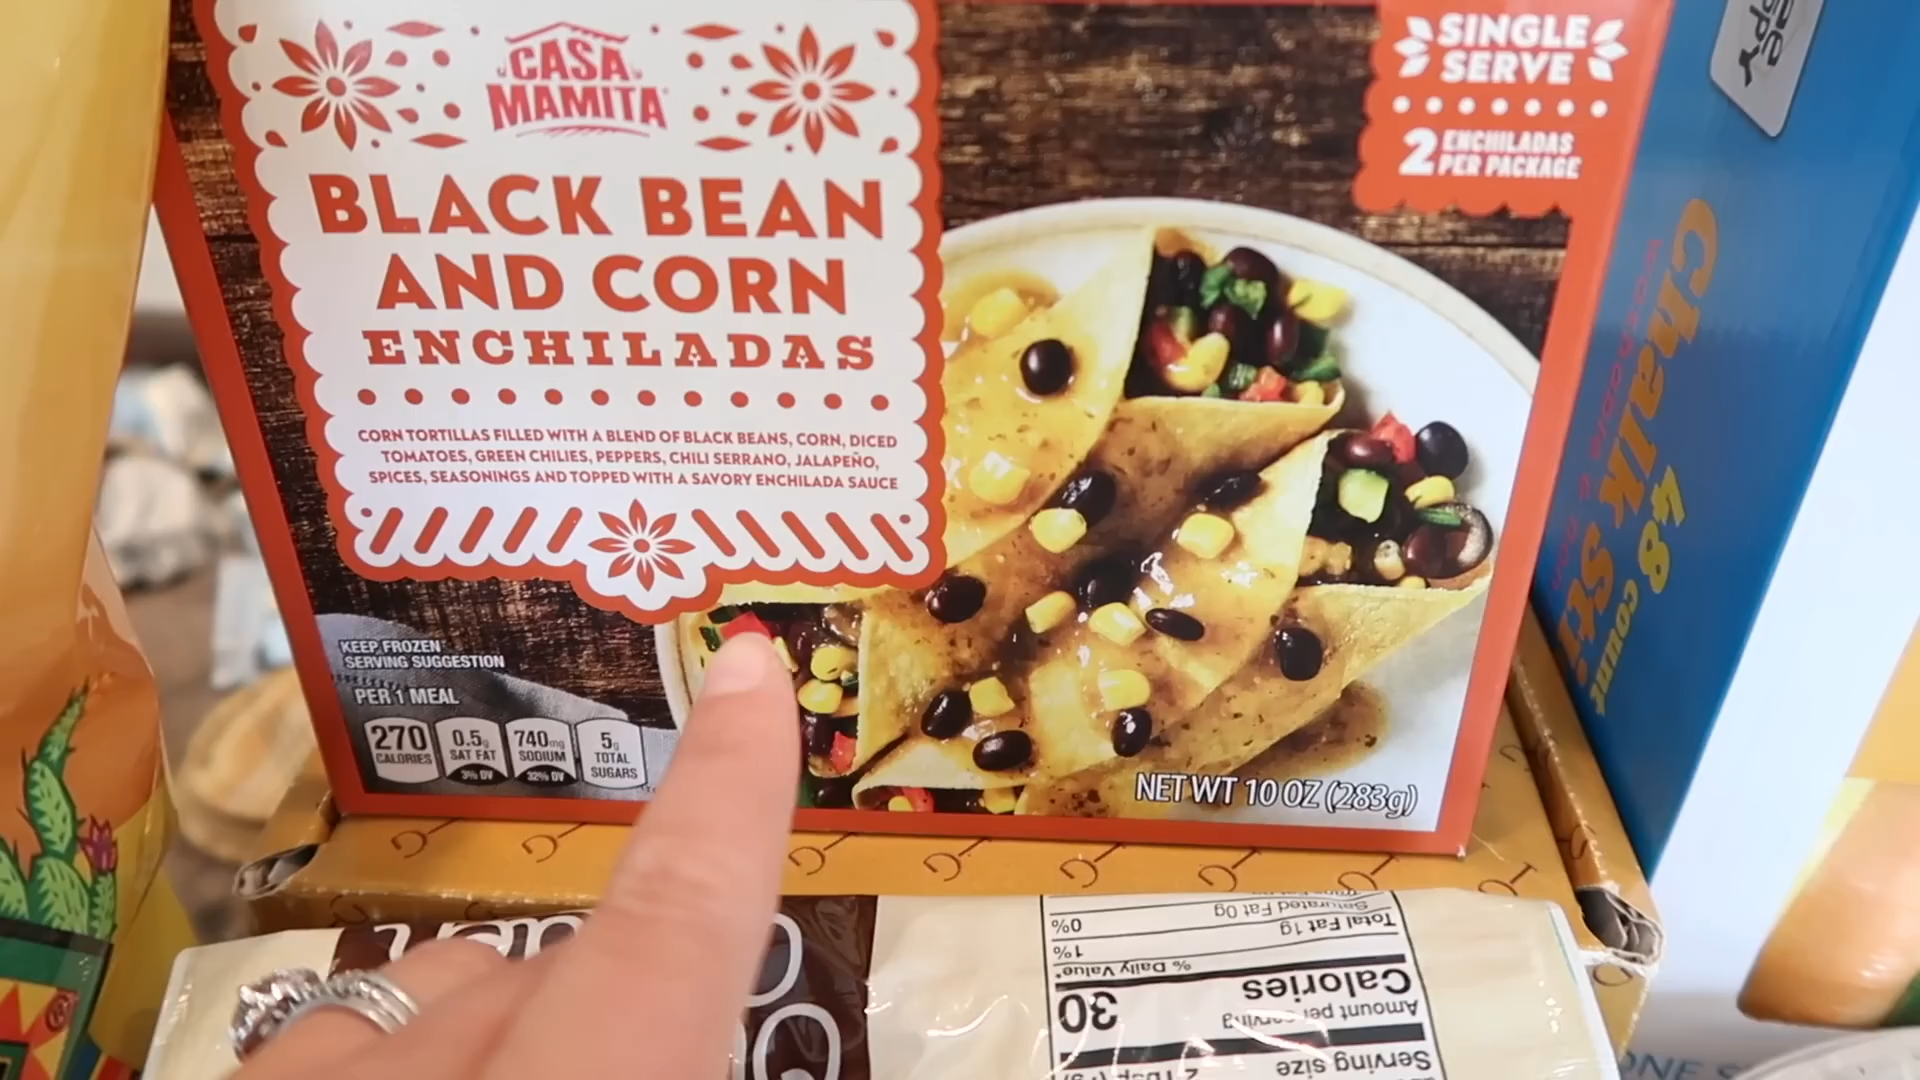 CASA
MAMITA
BLACK BEAN
AND CORN
ENCHILADAS
CORN TORTILLAS FILLED WITH A BLEND OF BLACK BEANS, CORN, DICED
TOMATOES, GREEN CHILIES, PEPPERS, CHILI SERRANO, JALAPEÑO,
SPICES, SEASONINGS AND TOPPED WITH A SAVORY ENCHILADA SAUCE
SINGLE
SERVE
2 ENCHILADAS
PER PACKAGE
KEEP FROZEN
SERVING SUGGESTION
PER 1 MEAL
270
CALORIES
0.5g
SAT FAT
3% DV
740mg
SODIUM
32% DV
5g
TOTAL
SUGARS
NET WT 10 OZ (283g)
48 count
Chalk Sti
Serving size
Amount per serving
Calories 30
% Daily Value*
Total Fat 1g 1%
Saturated Fat 0g 0%
ONE S